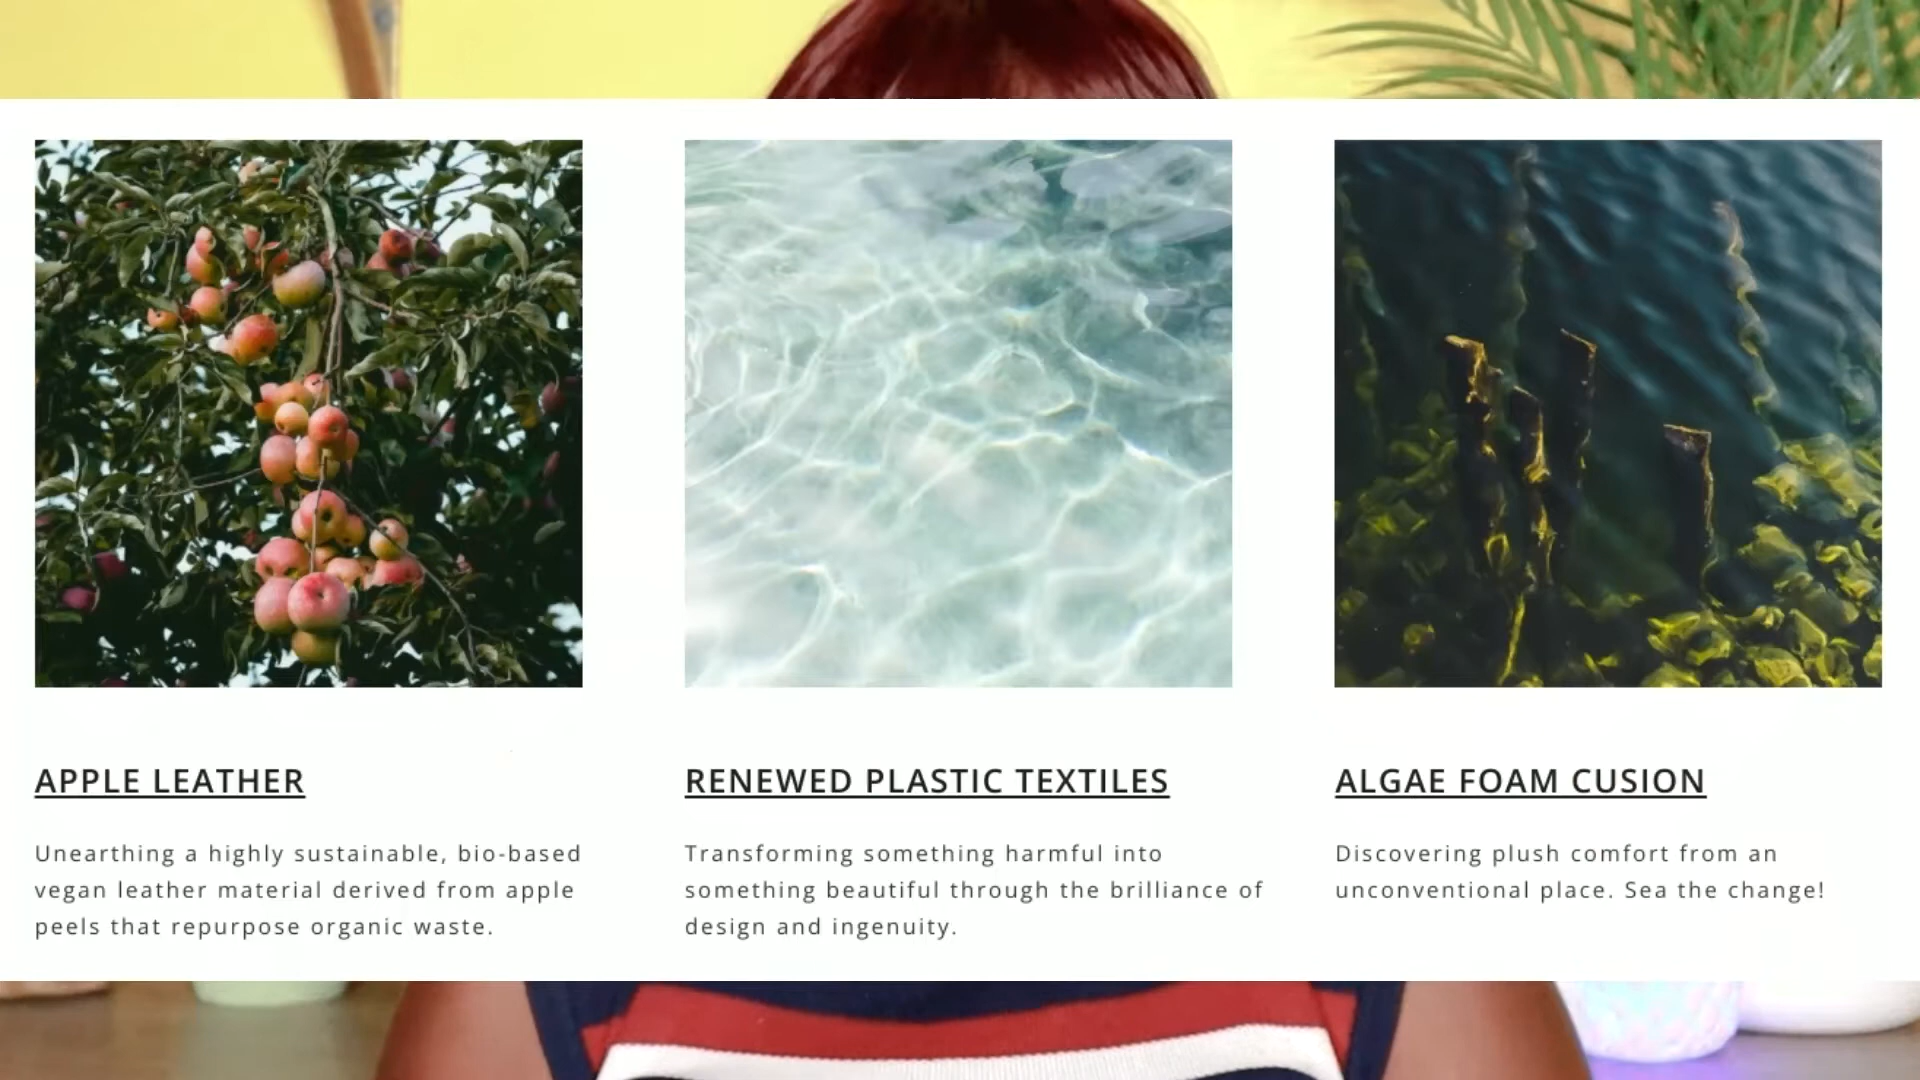 APPLE LEATHER
Unearthing a highly sustainable, bio-based
vegan leather material derived from apple
peels that repurpose organic waste.
RENEWED PLASTIC TEXTILES
Transforming something harmful into
something beautiful through the brilliance of
design and ingenuity.
ALGAE FOAM CUSION
Discovering plush comfort from an
unconventional place. Sea the change!